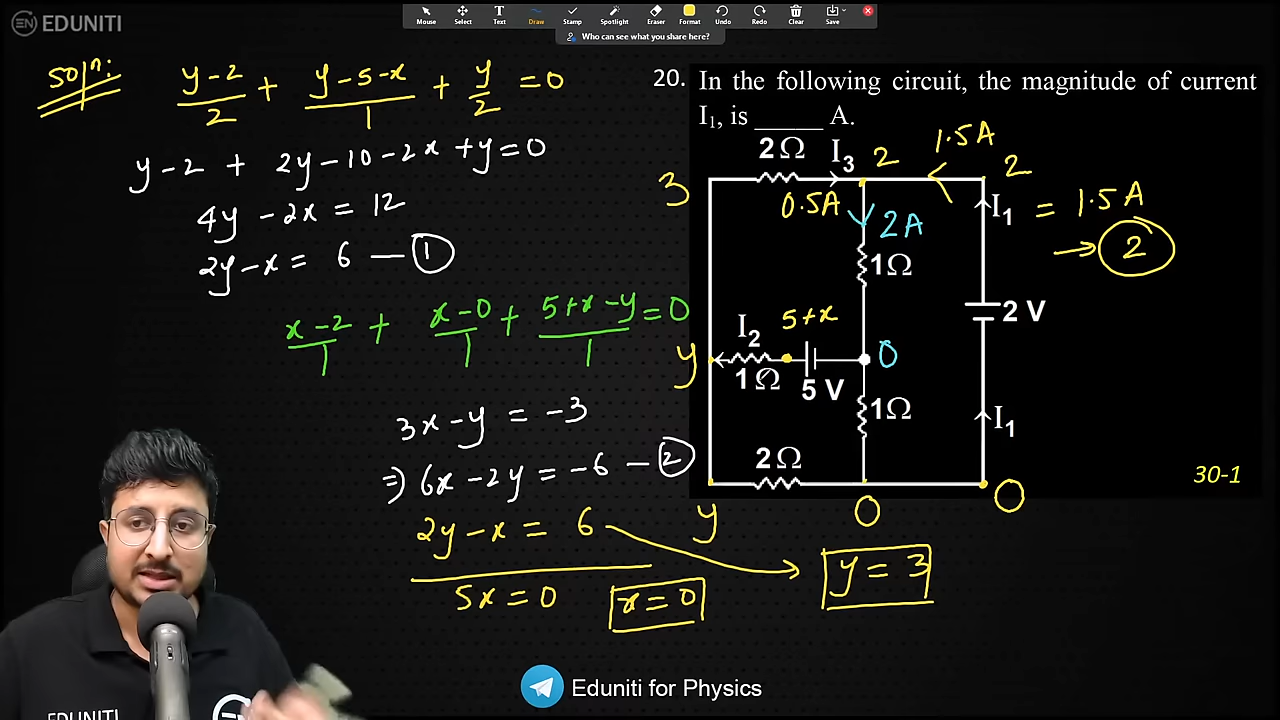 EN EDUNITI
Mouse Select Text Draw Stamp Spotlight Eraser Format Undo Redo Clear Save
Who can see what you share here?
Soln:
y-2/2 + y-5-x/1 + y/2 = 0
y-2 + 2y-10-2x+y=0
4y-2x = 12
2y-x = 6 — 1
x-2/1 + x-0/1 + 5+x-y/1 = 0
3x-y = -3
⇒ 6x-2y = -6 — 2
2y-x = 6
5x=0
x=0
y = 3
20. In the following circuit, the magnitude of current
I₁, is ______ A.
2Ω I₃ 2 1.5A 2
3
0.5A 2A I₁ = 1.5A
→ 2
1Ω
2 V
I₂ 5+x
y 0
1Ω 5 V
1Ω I₁
2Ω
30-1
y 0 0
Eduniti for Physics
EDUNITI